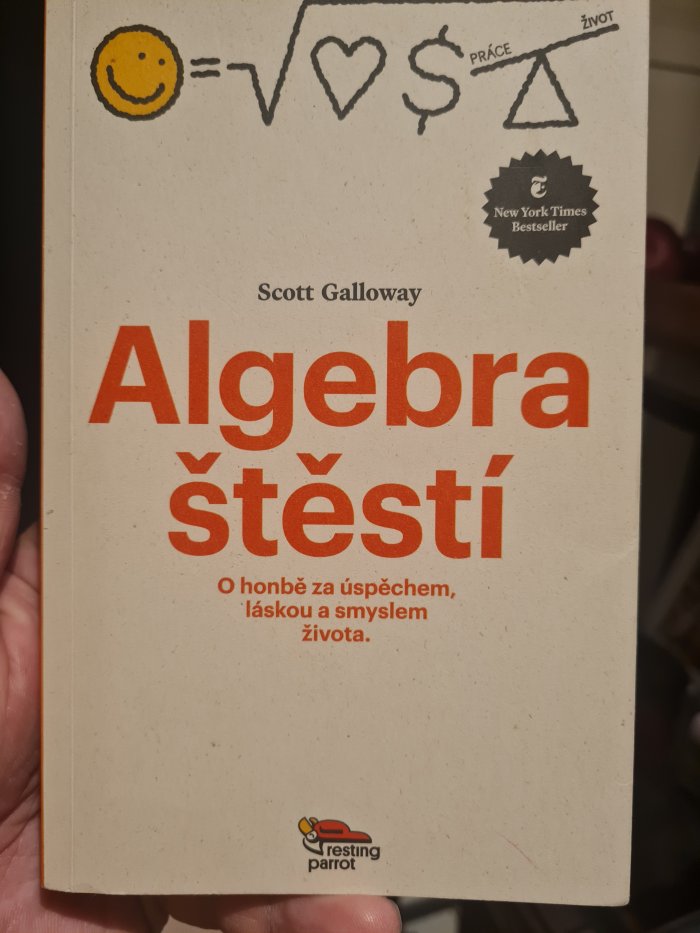 =
$
PRÁCE
ŽIVOT
New York Times
Bestseller
Scott Galloway
Algebra
štěstí
O honbě za úspěchem,
láskou a smyslem
života.
resting
parrot